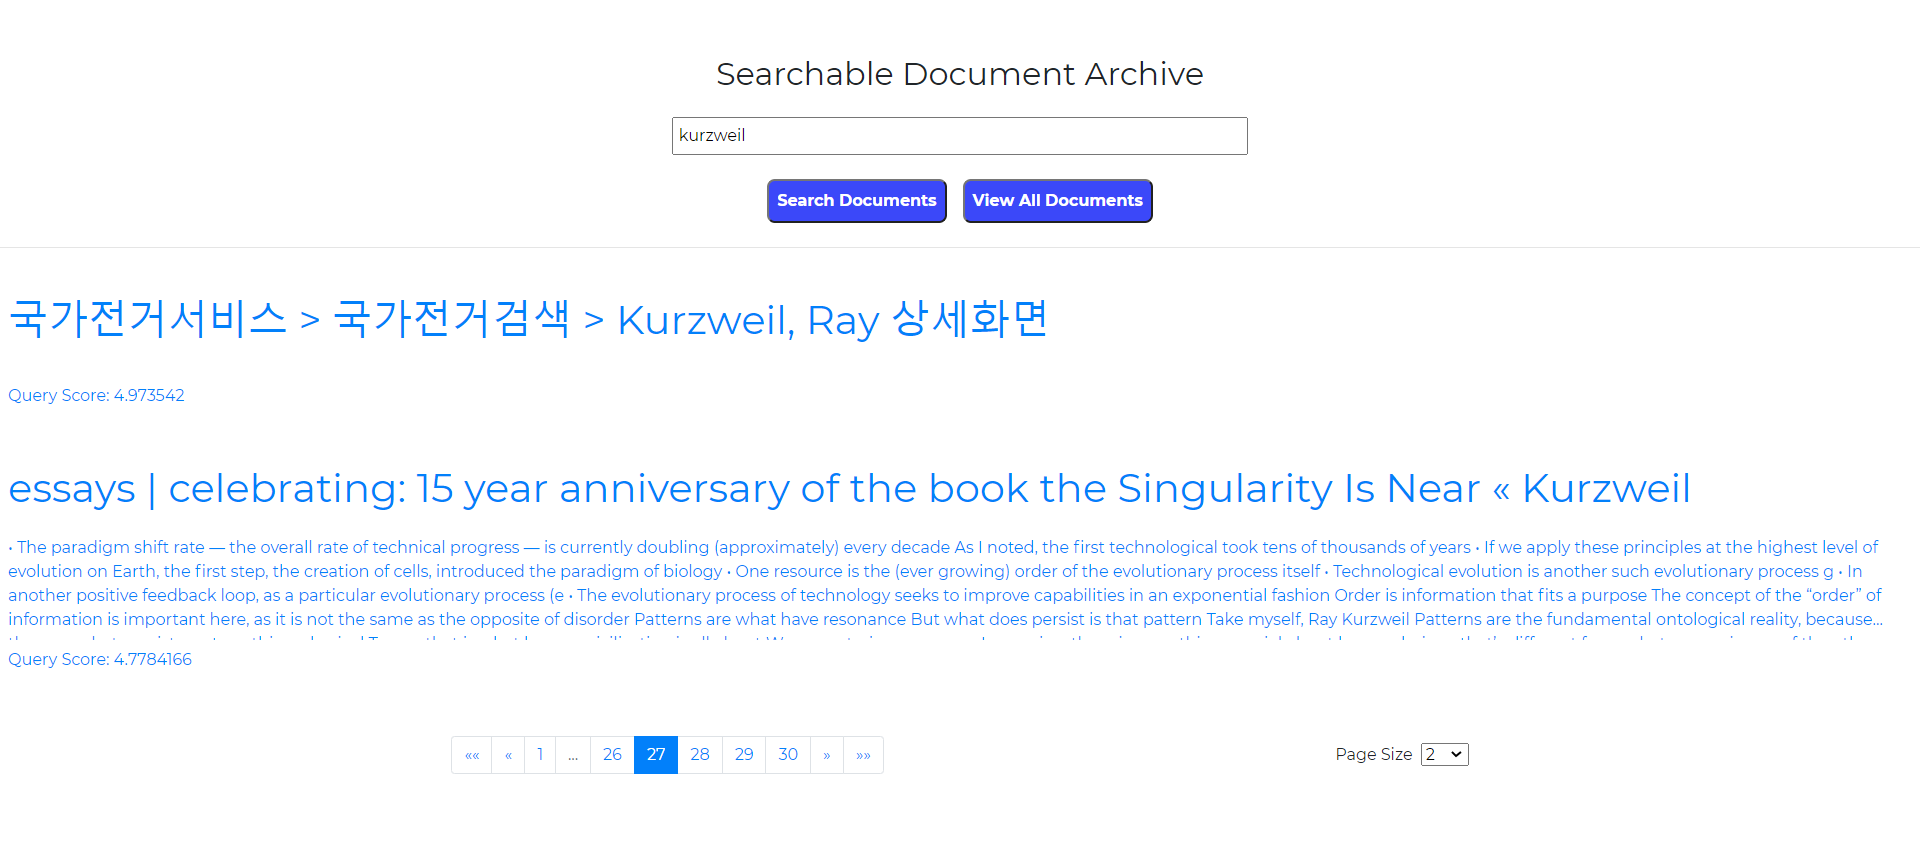 Searchable Document Archive
kurzweil
Search Documents View All Documents
국가전거서비스 > 국가전거검색 > Kurzweil, Ray 상세화면
Query Score: 4.973542
essays | celebrating: 15 year anniversary of the book the Singularity Is Near « Kurzweil
• The paradigm shift rate — the overall rate of technical progress — is currently doubling (approximately) every decade As I noted, the first technological took tens of thousands of years • If we apply these principles at the highest level of
evolution on Earth, the first step, the creation of cells, introduced the paradigm of biology • One resource is the (ever growing) order of the evolutionary process itself • Technological evolution is another such evolutionary process g • In
another positive feedback loop, as a particular evolutionary process (e • The evolutionary process of technology seeks to improve capabilities in an exponential fashion Order is information that fits a purpose The concept of the “order” of
information is important here, as it is not the same as the opposite of disorder Patterns are what have resonance But what does persist is that pattern Take myself, Ray Kurzweil Patterns are the fundamental ontological reality, because...
Query Score: 4.7784166
«« « 1 ... 26 27 28 29 30 » »» Page Size 2